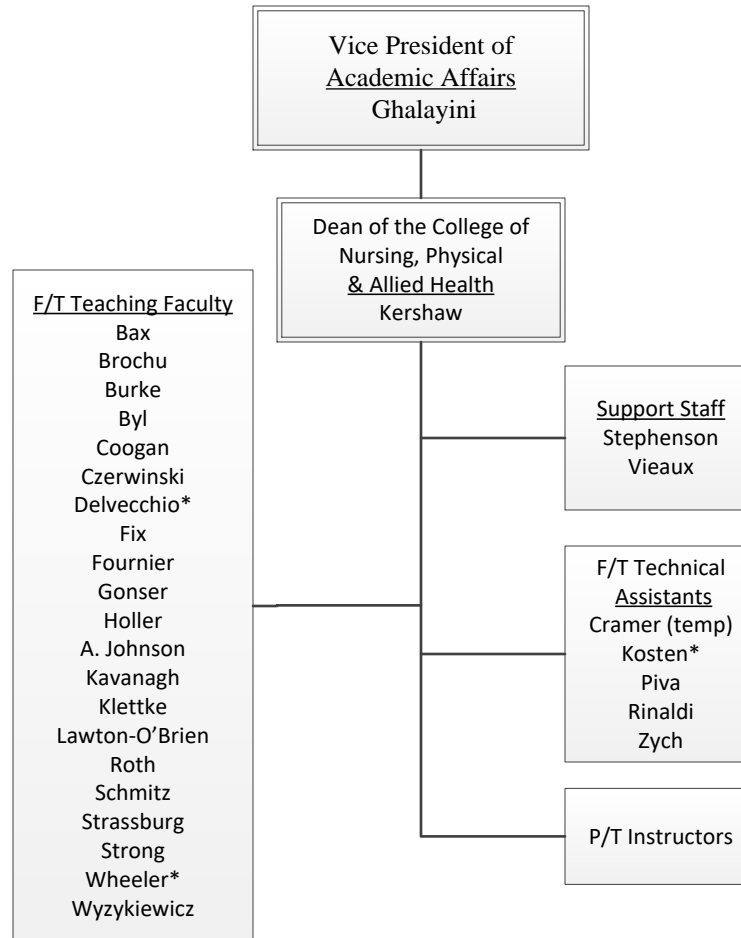 Vice President of
Academic Affairs
Ghalayini
Dean of the College of
Nursing, Physical
& Allied Health
Kershaw
F/T Teaching Faculty
Bax
Brochu
Burke
Byl
Coogan
Czerwinski
Delvecchio*
Fix
Fournier
Gonser
Holler
A. Johnson
Kavanagh
Klettke
Lawton-O’Brien
Roth
Schmitz
Strassburg
Strong
Wheeler*
Wyzykiewicz
Support Staff
Stephenson
Vieaux
F/T Technical
Assistants
Cramer (temp)
Kosten*
Piva
Rinaldi
Zych
P/T Instructors